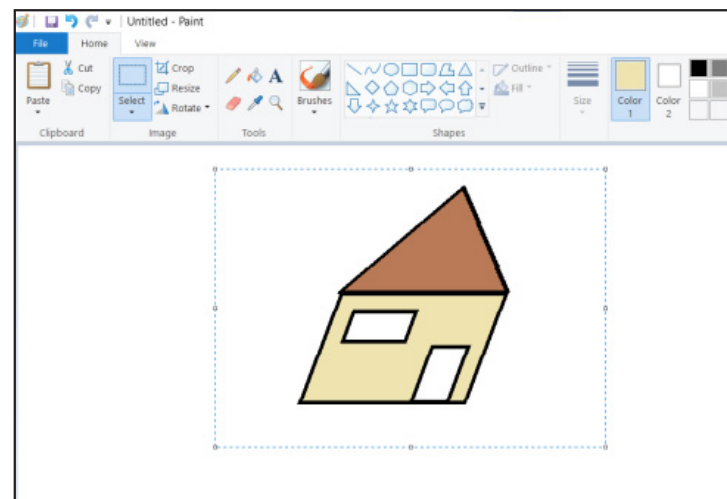 Untitled - Paint
File Home View
Paste
Cut
Copy
Clipboard
Select
Crop
Resize
Rotate
Image
A
Tools
Brushes
Outline
Fill
Shapes
Size
Color 1
Color 2